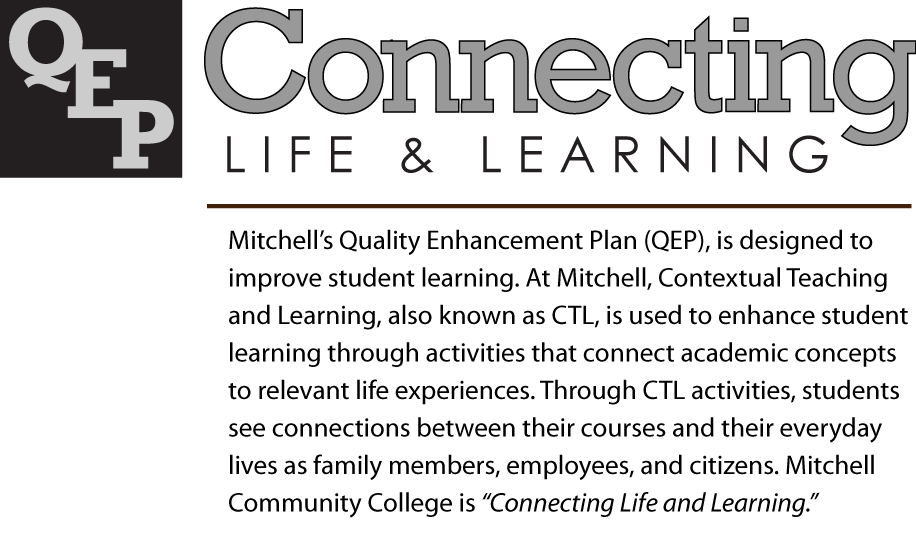 QEP
Connecting
LIFE & LEARNING
Mitchell’s Quality Enhancement Plan (QEP), is designed to
improve student learning. At Mitchell, Contextual Teaching
and Learning, also known as CTL, is used to enhance student
learning through activities that connect academic concepts
to relevant life experiences. Through CTL activities, students
see connections between their courses and their everyday
lives as family members, employees, and citizens. Mitchell
Community College is “Connecting Life and Learning.”